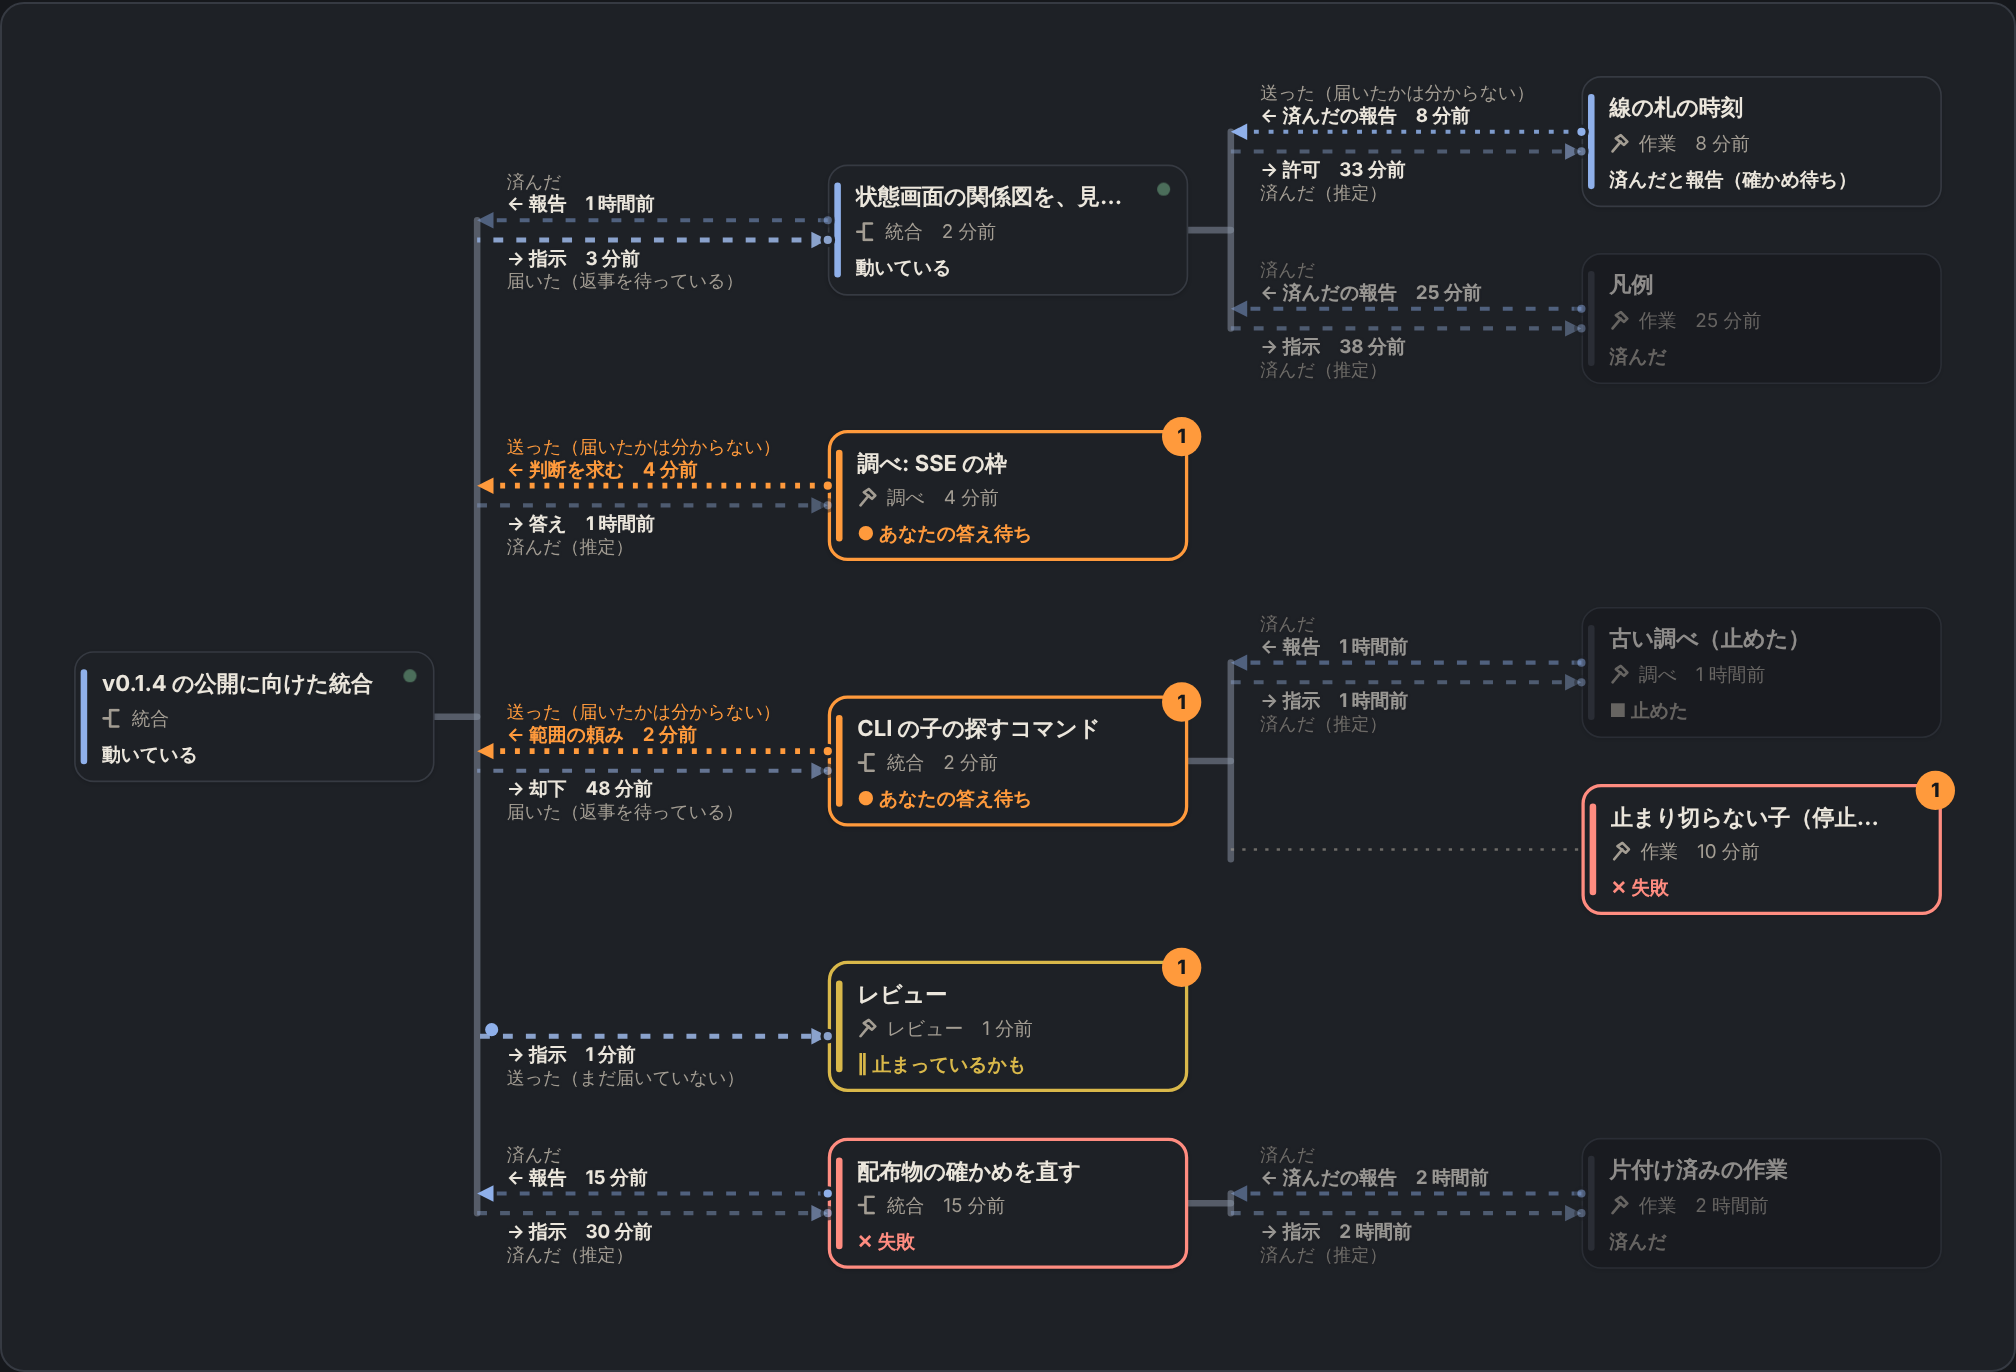 v0.1.4 の公開に向けた統合
統合
動いている
済んだ
← 報告 1 時間前
→ 指示 3 分前
届いた（返事を待っている）
状態画面の関係図を、見…
統合 2 分前
動いている
送った（届いたかは分からない）
← 済んだの報告 8 分前
→ 許可 33 分前
済んだ（推定）
線の札の時刻
作業 8 分前
済んだと報告（確かめ待ち）
済んだ
← 済んだの報告 25 分前
→ 指示 38 分前
済んだ（推定）
凡例
作業 25 分前
済んだ
送った（届いたかは分からない）
← 判断を求む 4 分前
→ 答え 1 時間前
済んだ（推定）
1
調べ: SSE の枠
調べ 4 分前
あなたの答え待ち
送った（届いたかは分からない）
← 範囲の頼み 2 分前
→ 却下 48 分前
届いた（返事を待っている）
1
CLI の子の探すコマンド
統合 2 分前
あなたの答え待ち
済んだ
← 報告 1 時間前
→ 指示 1 時間前
済んだ（推定）
古い調べ（止めた）
調べ 1 時間前
止めた
1
止まり切らない子（停止…
作業 10 分前
× 失敗
→ 指示 1 分前
送った（まだ届いていない）
1
レビュー
レビュー 1 分前
止まっているかも
済んだ
← 報告 15 分前
→ 指示 30 分前
済んだ（推定）
配布物の確かめを直す
統合 15 分前
× 失敗
済んだ
← 済んだの報告 2 時間前
→ 指示 2 時間前
済んだ（推定）
片付け済みの作業
作業 2 時間前
済んだ